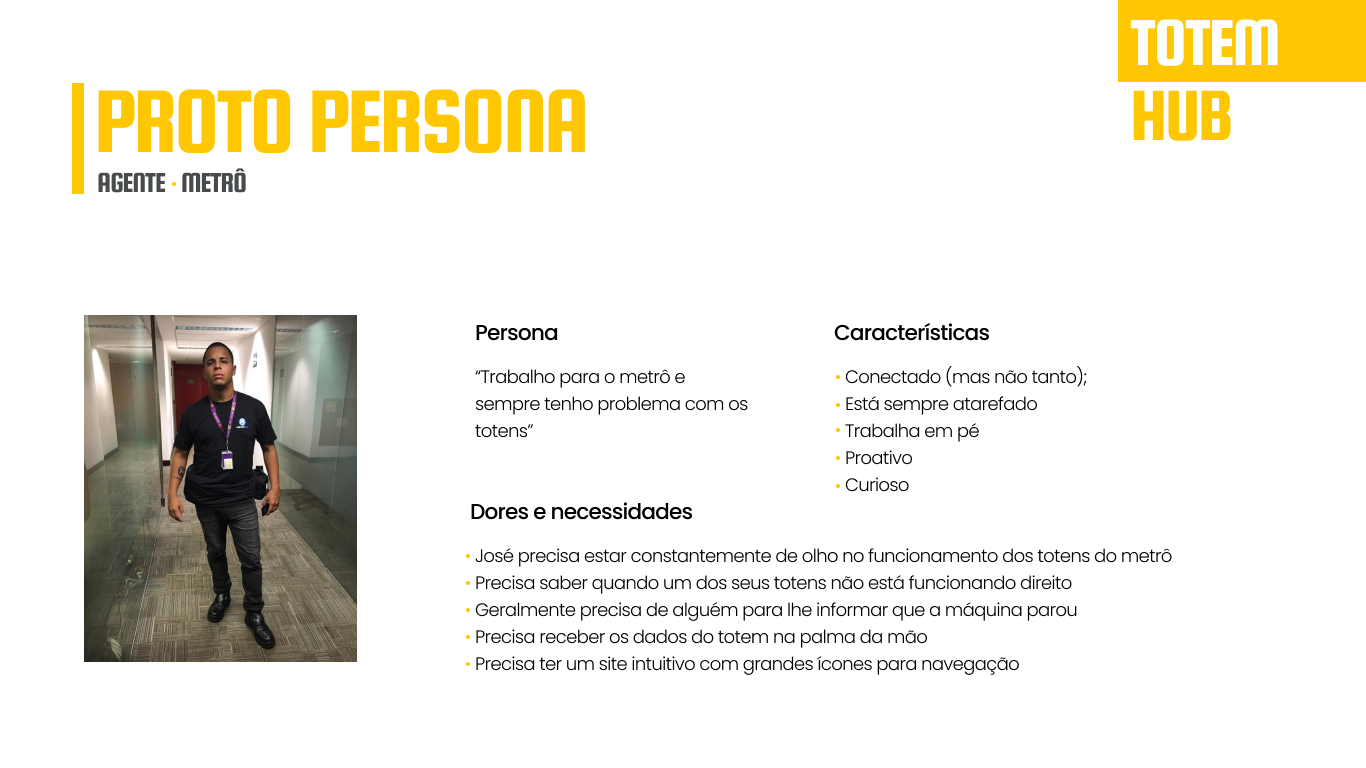 TOTEM
HUB
PROTO PERSONA
AGENTE · METRÔ
Persona
“Trabalho para o metrô e
sempre tenho problema com os
totens”
Características
• Conectado (mas não tanto);
• Está sempre atarefado
• Trabalha em pé
• Proativo
• Curioso
Dores e necessidades
• José precisa estar constantemente de olho no funcionamento dos totens do metrô
• Precisa saber quando um dos seus totens não está funcionando direito
• Geralmente precisa de alguém para lhe informar que a máquina parou
• Precisa receber os dados do totem na palma da mão
• Precisa ter um site intuitivo com grandes ícones para navegação